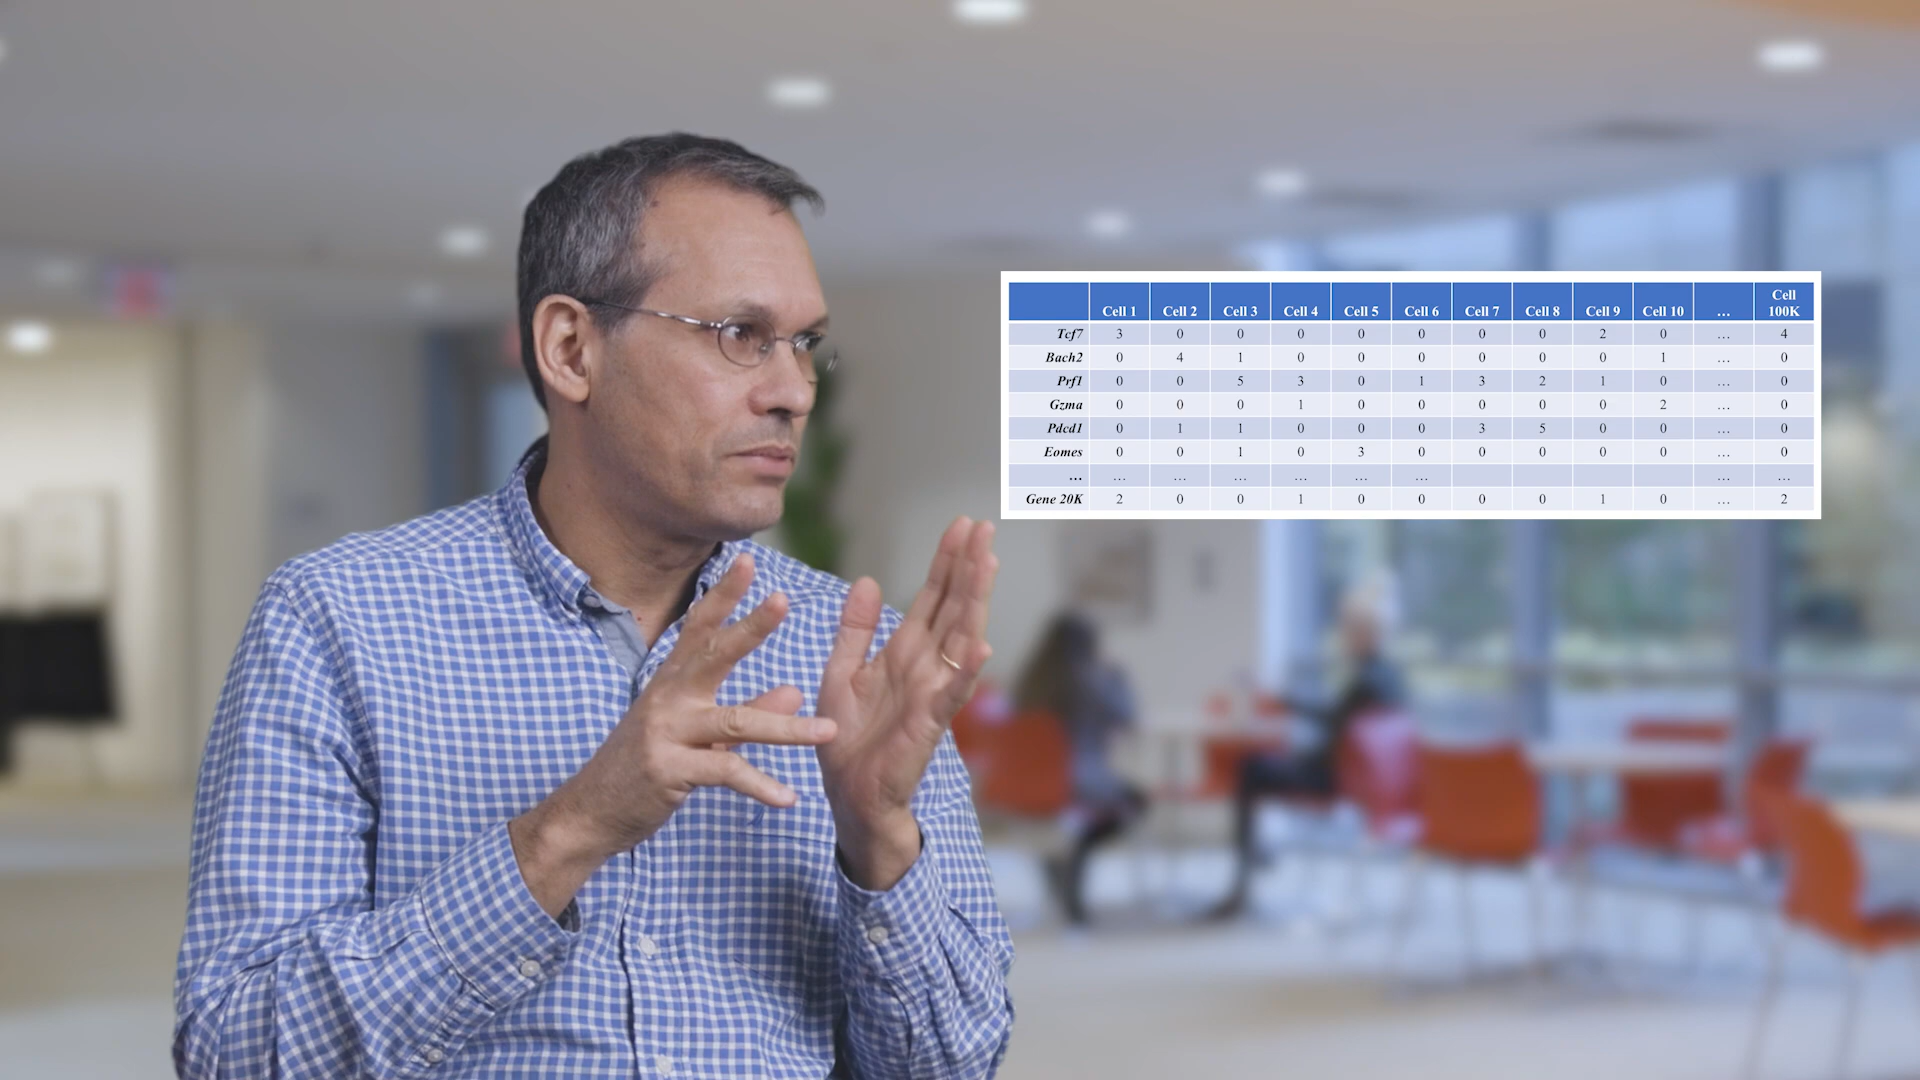 Cell 1 Cell 2 Cell 3 Cell 4 Cell 5 Cell 6 Cell 7 Cell 8 Cell 9 Cell 10 … Cell 100K
Tcf7 3 0 0 0 0 0 0 0 2 0 … 4
Bach2 0 4 1 0 0 0 0 0 0 1 … 0
Prf1 0 0 5 3 0 1 3 2 1 0 … 0
Gzma 0 0 0 1 0 0 0 0 0 2 … 0
Pdcd1 0 1 1 0 0 0 3 5 0 0 … 0
Eomes 0 0 1 0 3 0 0 0 0 0 … 0
… … … … … … … … …
Gene 20K 2 0 0 1 0 0 0 0 1 0 … 2